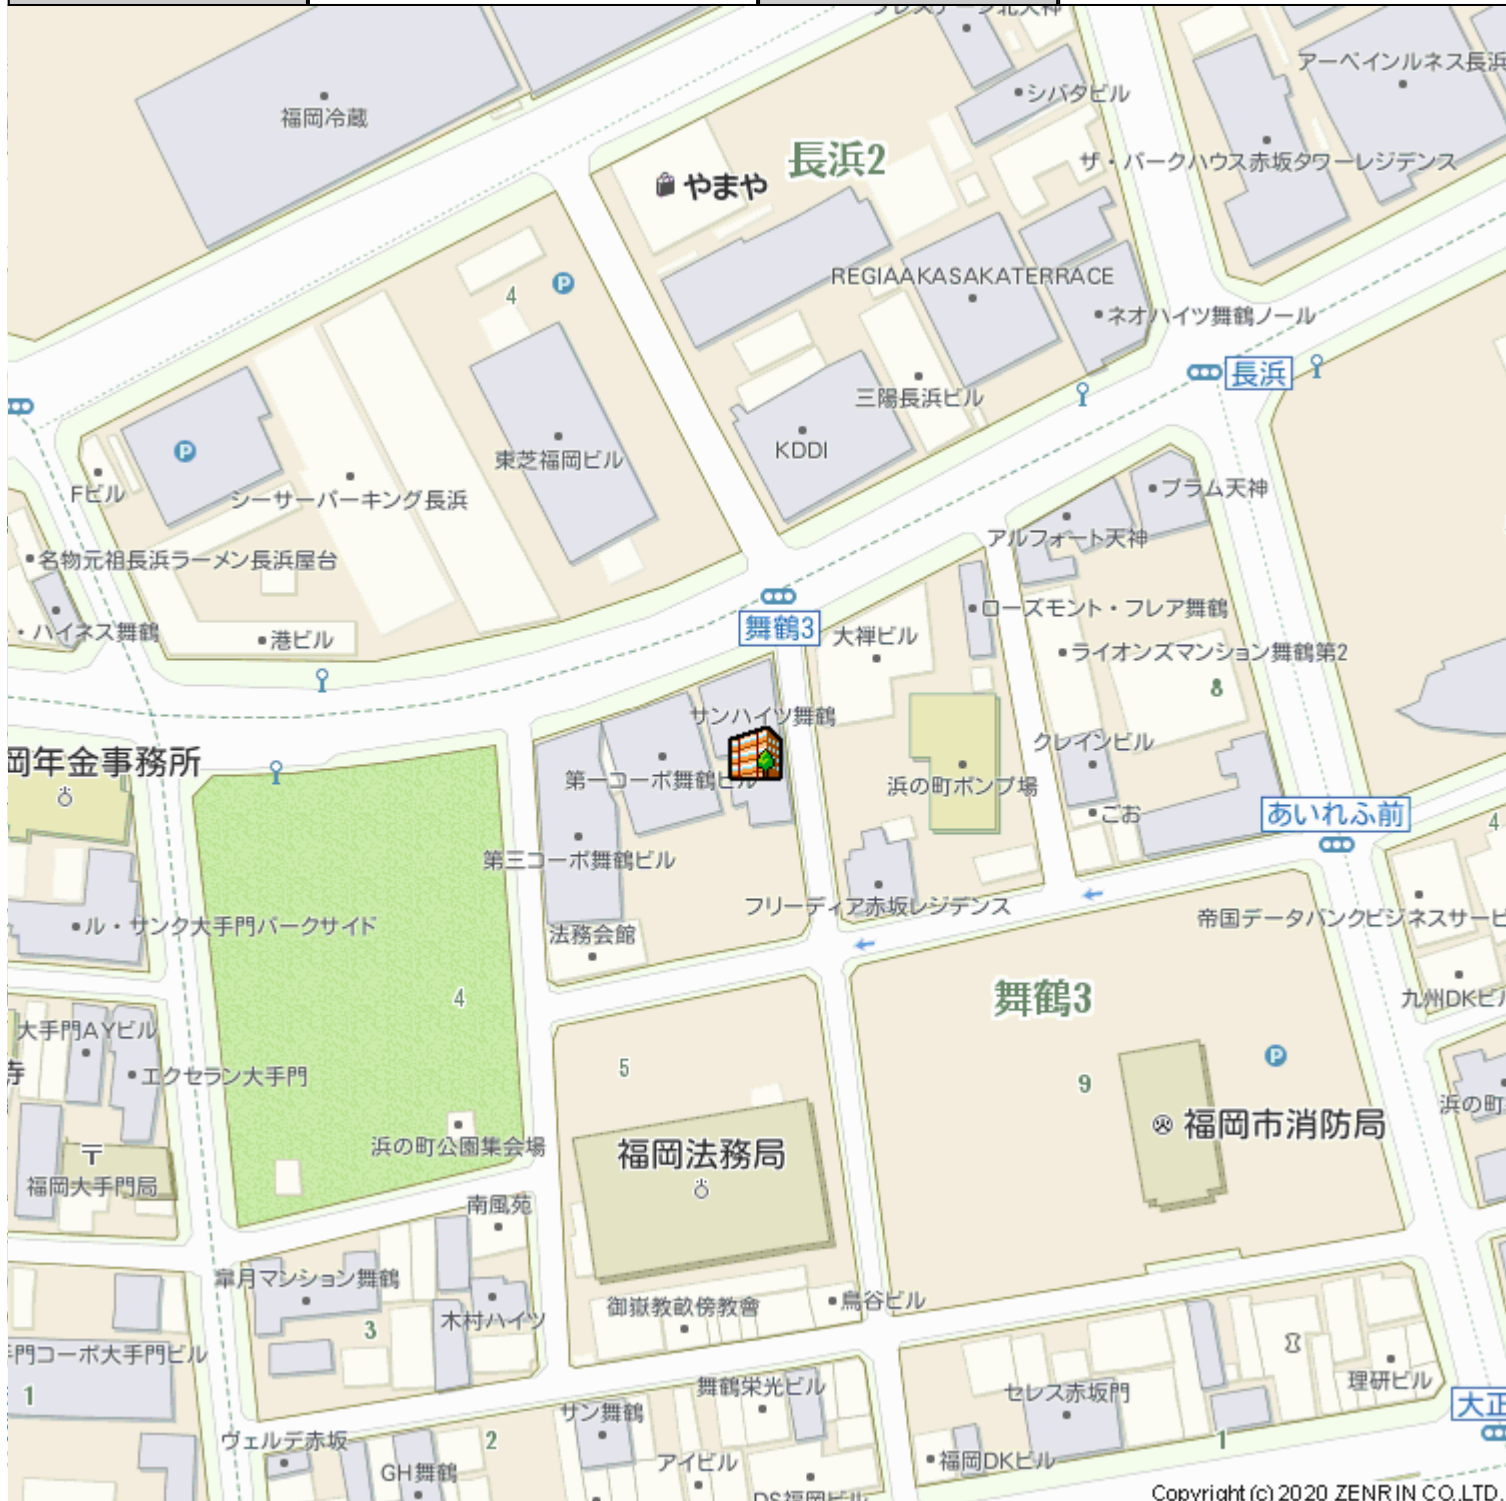 プレステージ北天神
アーベインルネス長浜
シバタビル
福岡冷蔵
長浜2
ザ・パークハウス赤坂タワーレジデンス
やまや
REGIAAKASAKATERRACE
P
4
ネオハイツ舞鶴ノール
長浜
三陽長浜ビル
KDDI
P
東芝福岡ビル
Fビル
シーサーパーキング長浜
プラム天神
アルフォート天神
名物元祖長浜ラーメン長浜屋台
ローズモント・フレア舞鶴
・ハイネス舞鶴
港ビル
舞鶴3
大禅ビル
ライオンズマンション舞鶴第2
8
サンハイツ舞鶴
クレインビル
岡年金事務所
第一コーポ舞鶴ビル
浜の町ポンプ場
ごお
あいれふ前
4
第三コーポ舞鶴ビル
フリーディア赤坂レジデンス
帝国データバンクビジネスサービ
ル・サンク大手門パークサイド
法務会館
4
舞鶴3
九州DKビル
大手門AYビル
5
P
寺
エクセラン大手門
9
浜の町
福岡市消防局
浜の町公園集会場
福岡法務局
〒
福岡大手門局
南風苑
皐月マンション舞鶴
御嶽教畝傍教會
鳥谷ビル
木村ハイツ
3
門コーポ大手門ビル
1
舞鶴栄光ビル
セレス赤坂門
理研ビル
大正
サン舞鶴
ヴェルデ赤坂
2
1
GH舞鶴
アイビル
福岡DKビル
DS福岡ビル
Copyright (c) 2020 ZENRIN CO.,LTD